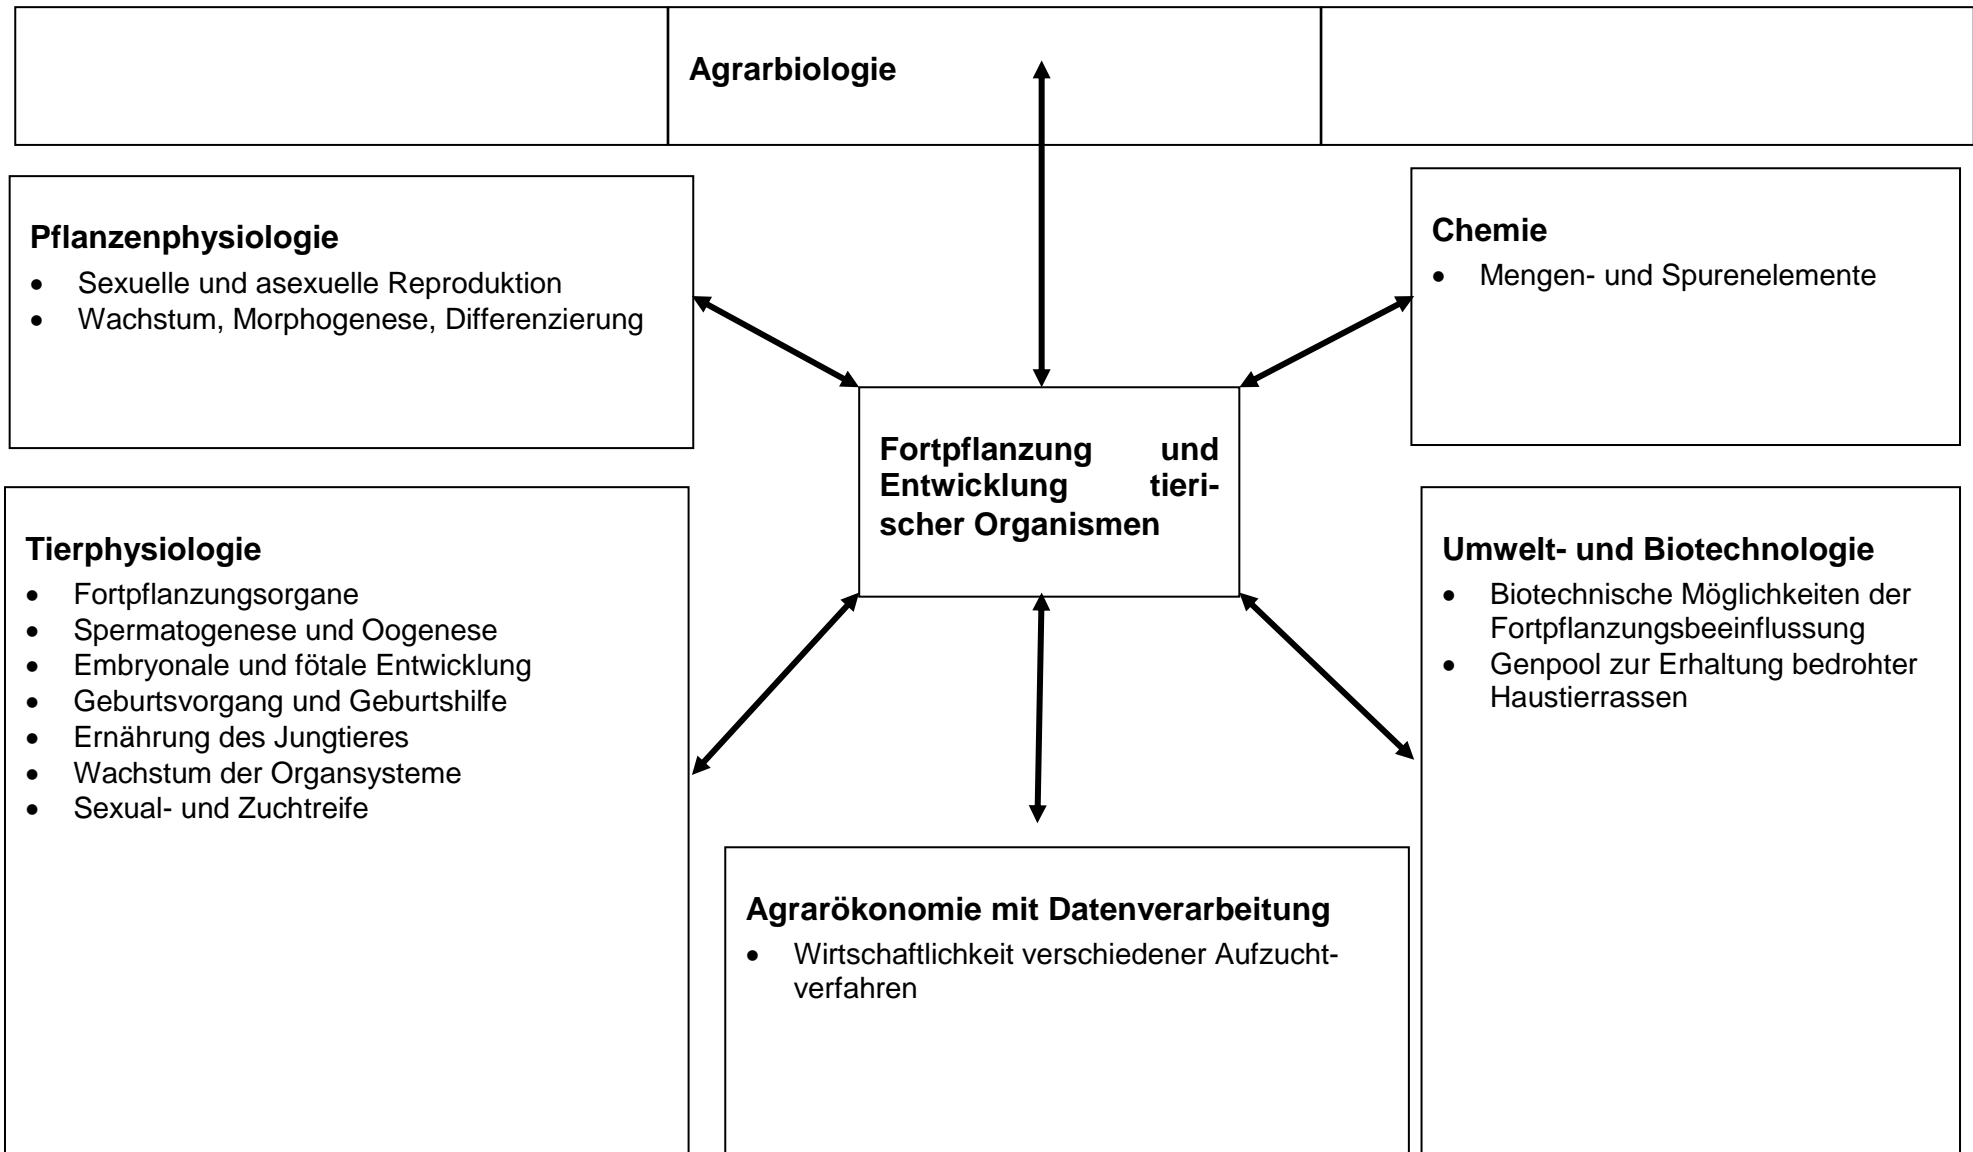 Agrarbiologie
Pflanzenphysiologie
• Sexuelle und asexuelle Reproduktion
• Wachstum, Morphogenese, Differenzierung
Chemie
• Mengen- und Spurenelemente
Fortpflanzung und
Entwicklung tieri-
scher Organismen
Tierphysiologie
• Fortpflanzungsorgane
• Spermatogenese und Oogenese
• Embryonale und fötale Entwicklung
• Geburtsvorgang und Geburtshilfe
• Ernährung des Jungtieres
• Wachstum der Organsysteme
• Sexual- und Zuchtreife
Umwelt- und Biotechnologie
• Biotechnische Möglichkeiten der
Fortpflanzungsbeeinflussung
• Genpool zur Erhaltung bedrohter
Haustierrassen
Agrarökonomie mit Datenverarbeitung
• Wirtschaftlichkeit verschiedener Aufzucht-
verfahren